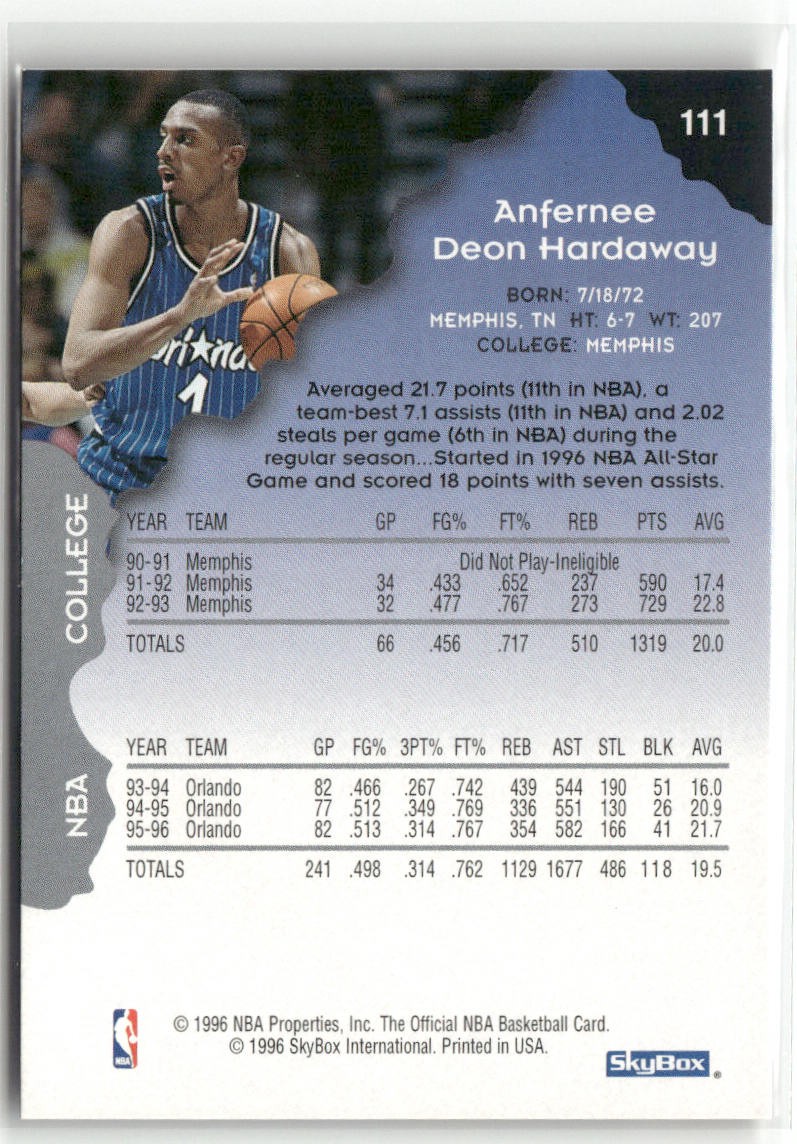 111
Anfernee
Deon Hardaway
BORN: 7/18/72
MEMPHIS, TN HT: 6-7 WT: 207
COLLEGE: MEMPHIS
Orlando
1
Averaged 21.7 points (11th in NBA), a
team-best 7.1 assists (11th in NBA) and 2.02
steals per game (6th in NBA) during the
regular season...Started in 1996 NBA All-Star
Game and scored 18 points with seven assists.
COLLEGE
YEAR TEAM GP FG% FT% REB PTS AVG
90-91 Memphis Did Not Play-Ineligible
91-92 Memphis 34 .433 .652 237 590 17.4
92-93 Memphis 32 .477 .767 273 729 22.8
TOTALS 66 .456 .717 510 1319 20.0
NBA
YEAR TEAM GP FG% 3PT% FT% REB AST STL BLK AVG
93-94 Orlando 82 .466 .267 .742 439 544 190 51 16.0
94-95 Orlando 77 .512 .349 .769 336 551 130 26 20.9
95-96 Orlando 82 .513 .314 .767 354 582 166 41 21.7
TOTALS 241 .498 .314 .762 1129 1677 486 118 19.5
NBA
© 1996 NBA Properties, Inc. The Official NBA Basketball Card.
© 1996 SkyBox International. Printed in USA.
SkyBox ®